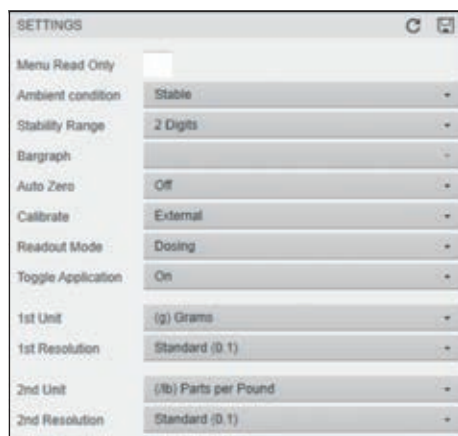 SETTINGS
Menu Read Only
Ambient condition Stable
Stability Range 2 Digits
Bargraph
Auto Zero Off
Calibrate External
Readout Mode Dosing
Toggle Application On
1st Unit (g) Grams
1st Resolution Standard (0.1)
2nd Unit (/lb) Parts per Pound
2nd Resolution Standard (0.1)